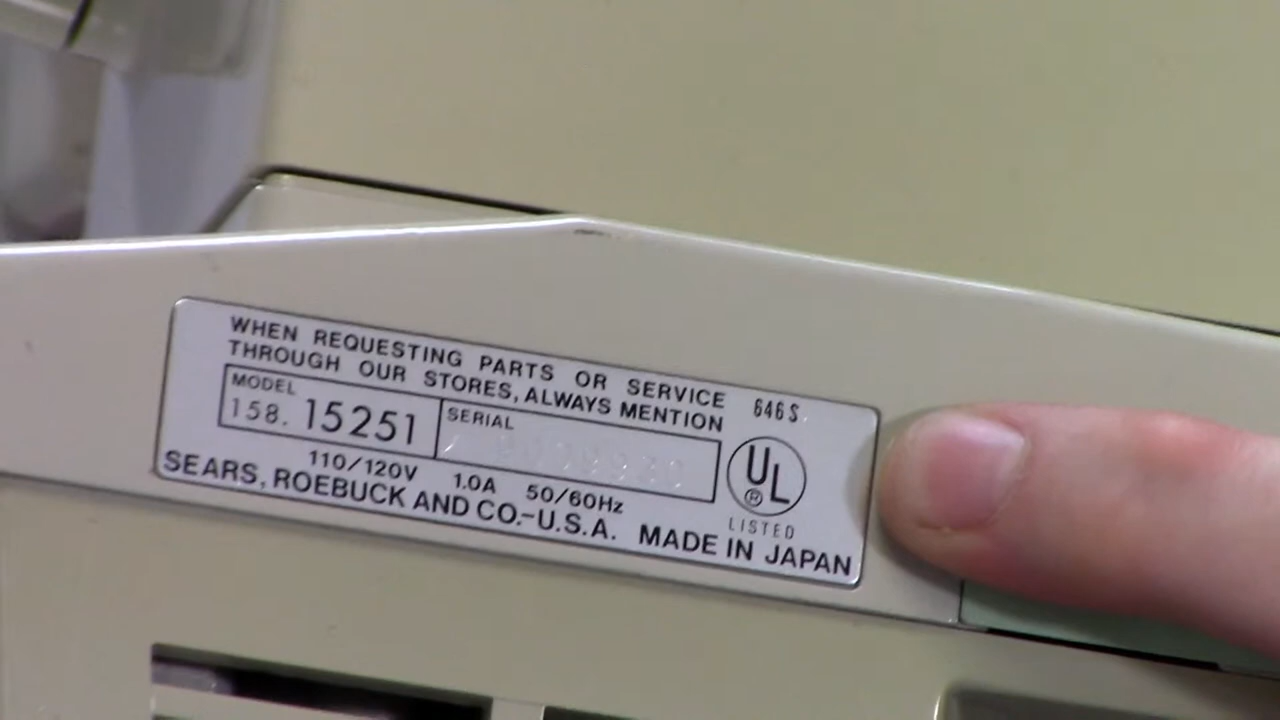 WHEN REQUESTING PARTS OR SERVICE
THROUGH OUR STORES, ALWAYS MENTION
646 S
MODEL
158. 15251
SERIAL
UL
®
LISTED
110/120V 1.0A 50/60Hz
SEARS, ROEBUCK AND CO.-U.S.A. MADE IN JAPAN